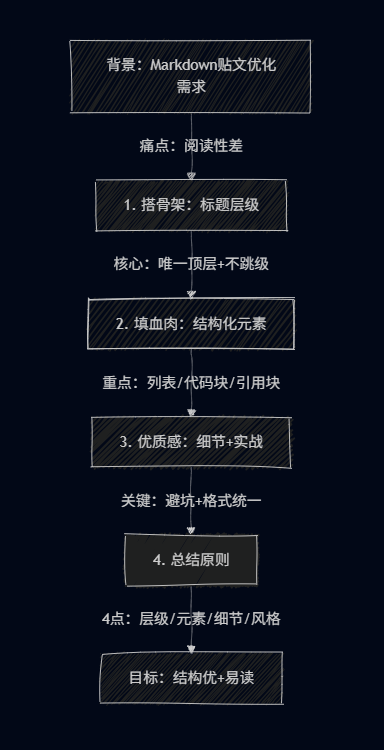 背景：Markdown贴文优化
需求
痛点：阅读性差
1. 搭骨架：标题层级
核心：唯一顶层+不跳级
2. 填血肉：结构化元素
重点：列表/代码块/引用块
3. 优质感：细节+实战
关键：避坑+格式统一
4. 总结原则
4点：层级/元素/细节/风格
目标：结构优+易读